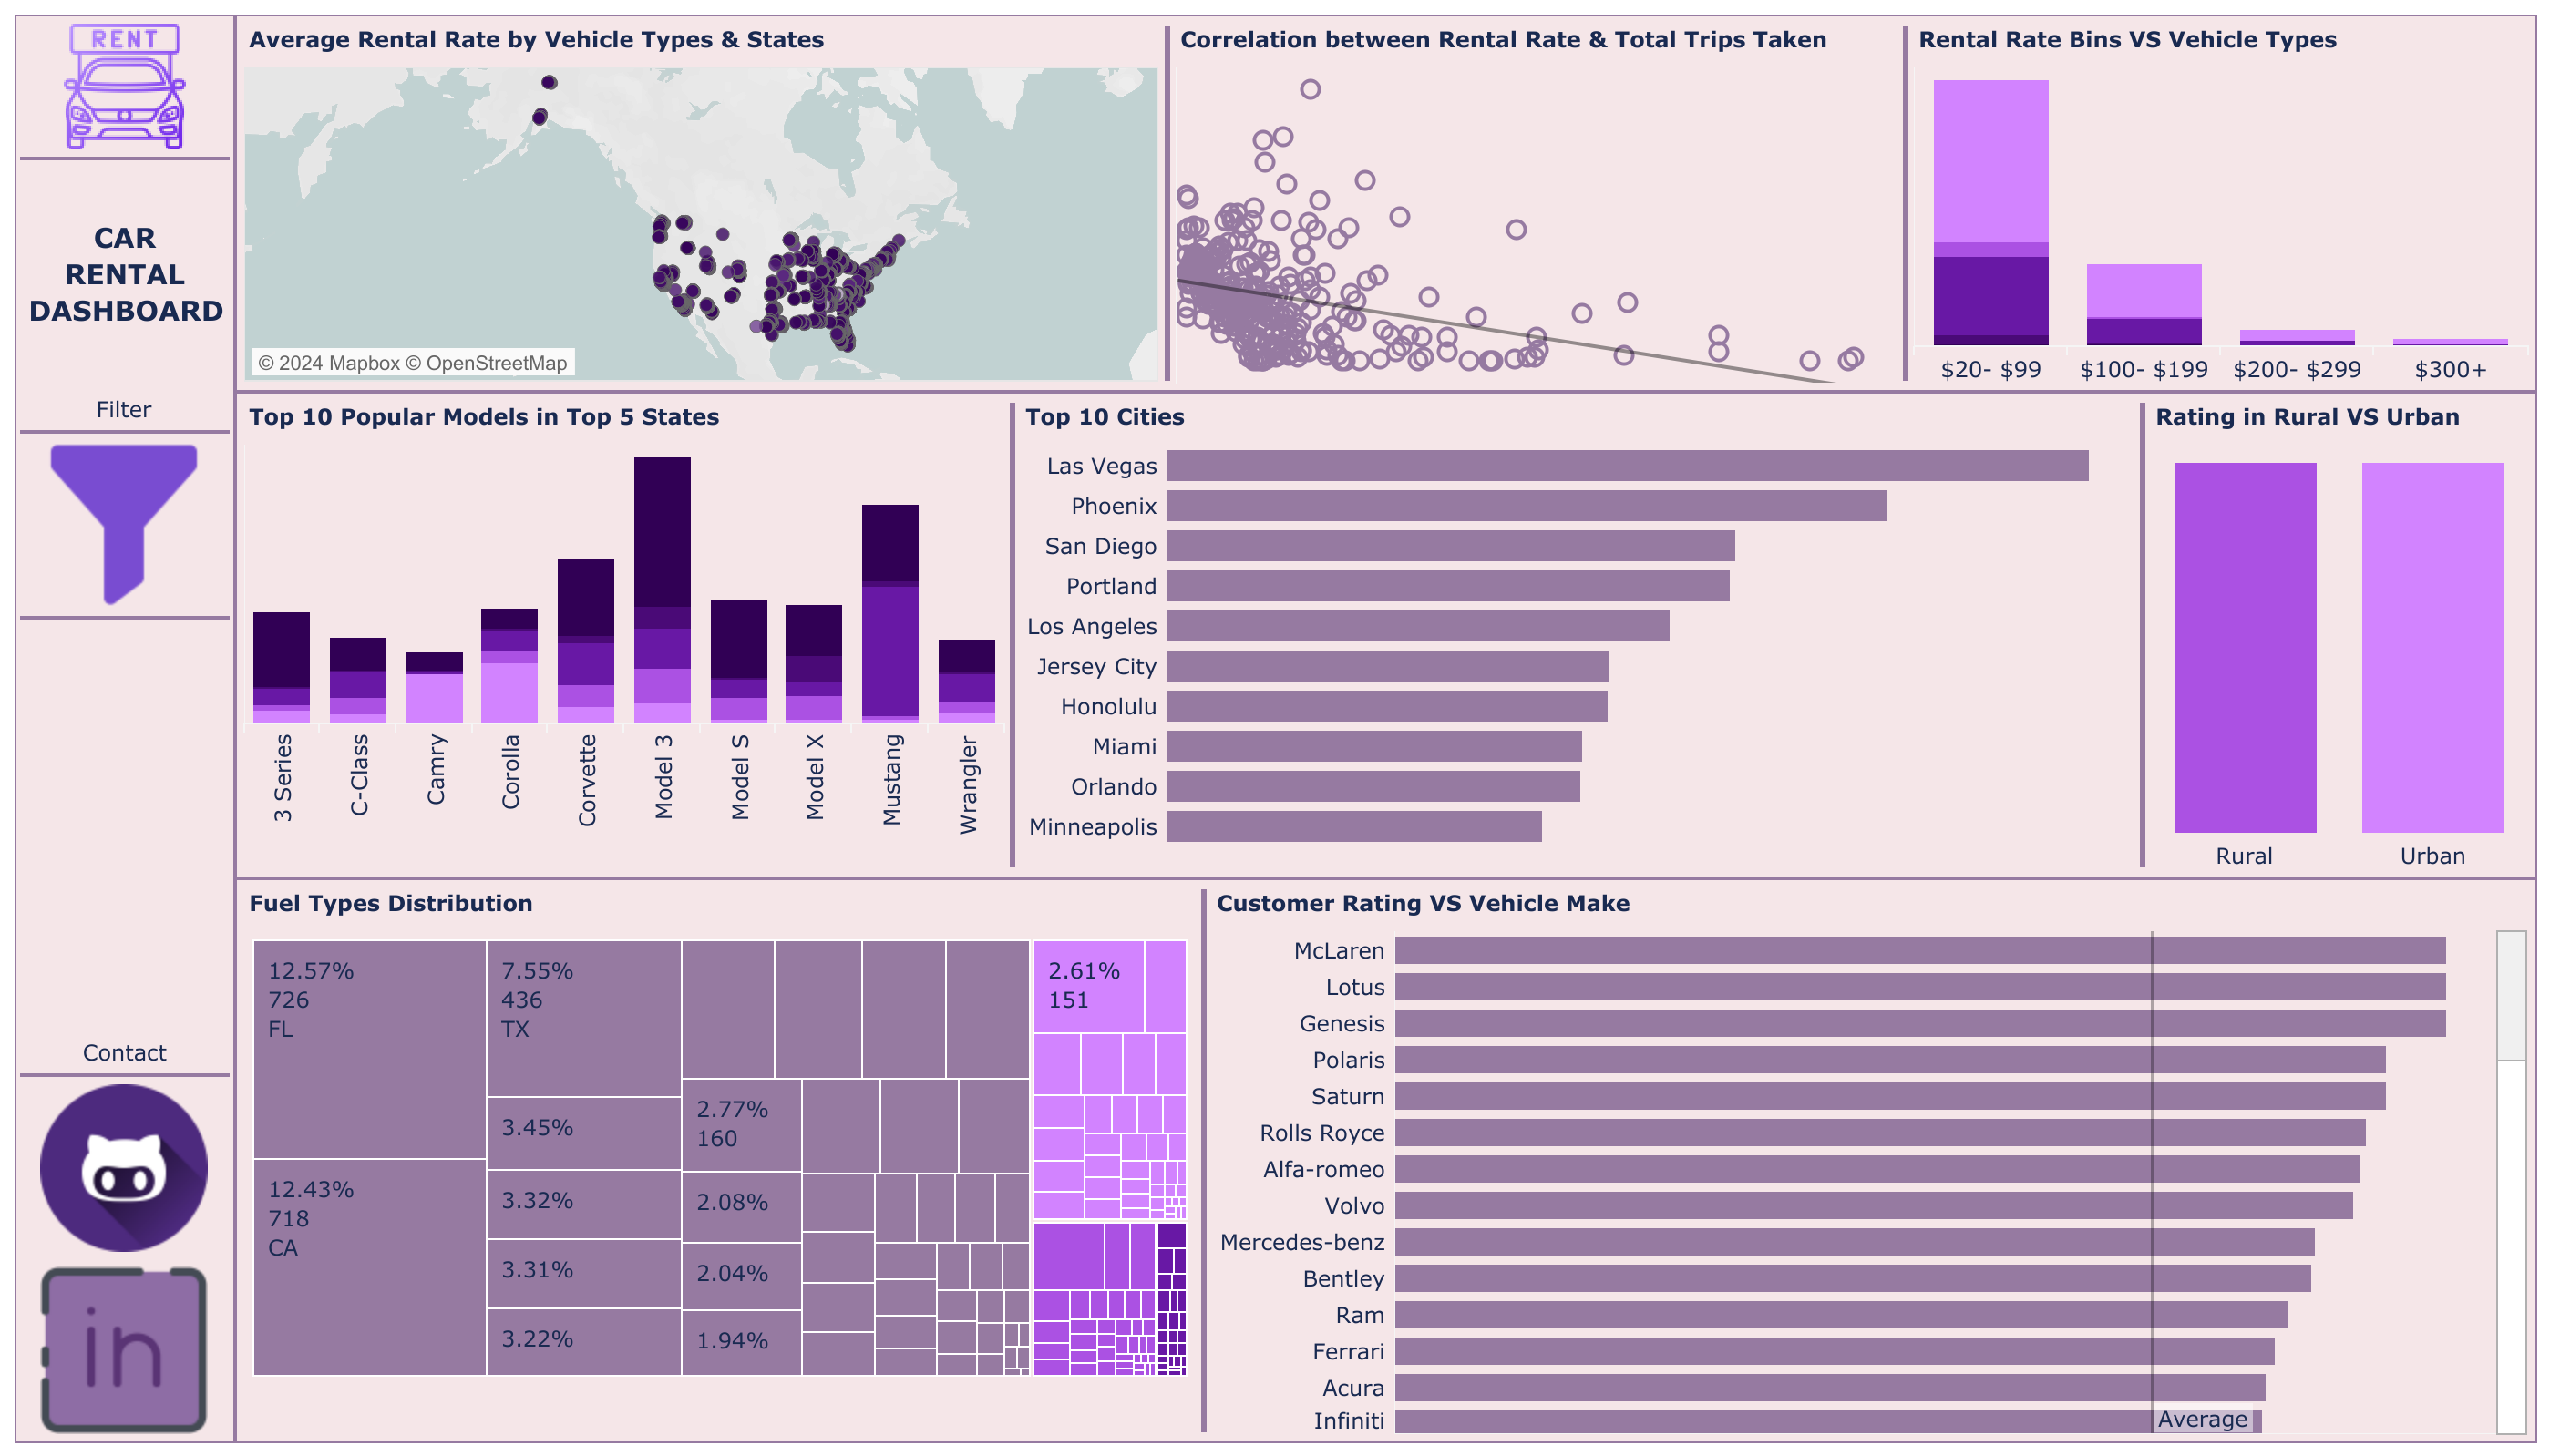 RENT
CAR
RENTAL
DASHBOARD
Filter
Contact
in
Average Rental Rate by Vehicle Types & States
© 2024 Mapbox © OpenStreetMap
Correlation between Rental Rate & Total Trips Taken
Rental Rate Bins VS Vehicle Types
$20- $99
$100- $199
$200- $299
$300+
Top 10 Popular Models in Top 5 States
3 Series
C-Class
Camry
Corolla
Corvette
Model 3
Model S
Model X
Mustang
Wrangler
Top 10 Cities
Las Vegas
Phoenix
San Diego
Portland
Los Angeles
Jersey City
Honolulu
Miami
Orlando
Minneapolis
Rating in Rural VS Urban
Rural
Urban
Fuel Types Distribution
12.57%
726
FL
12.43%
718
CA
7.55%
436
TX
3.45%
3.32%
3.31%
3.22%
2.77%
160
2.08%
2.04%
1.94%
2.61%
151
Customer Rating VS Vehicle Make
McLaren
Lotus
Genesis
Polaris
Saturn
Rolls Royce
Alfa-romeo
Volvo
Mercedes-benz
Bentley
Ram
Ferrari
Acura
Infiniti
Average